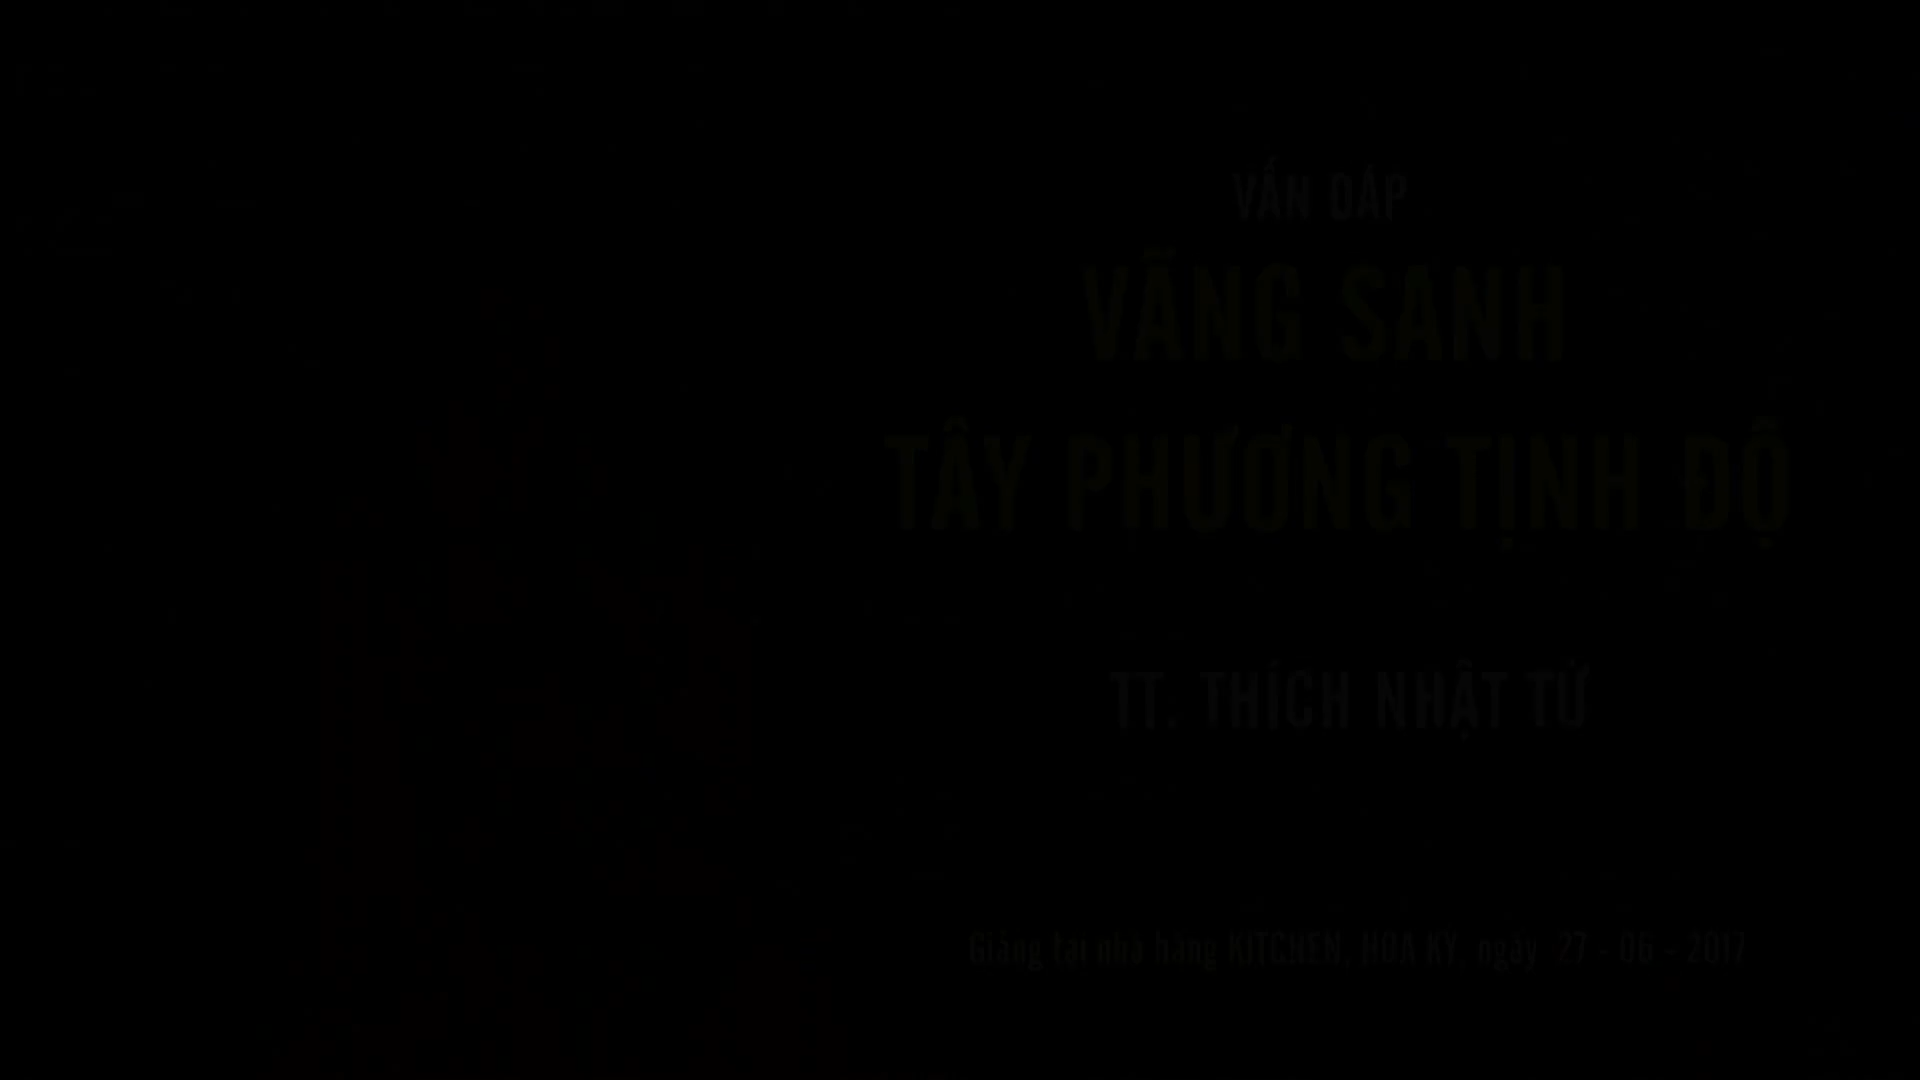 VẤN ĐÁP
VÃNG SANH
TÂY PHƯƠNG TỊNH ĐỘ
TT. THÍCH NHẬT TỪ
Giảng tại nhà hàng KITCHEN, HOA KỲ, ngày 27 - 06 - 2017